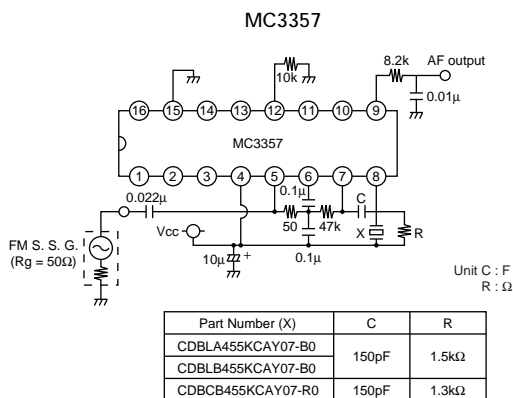 MC3357
8.2k
AF output
10k
0.01μ
16 15 14 13 12 11 10 9
MC3357
1 2 3 4 5 6 7 8
0.1μ
0.022μ
C
Vcc
50
47k
X
R
FM S. S. G.
(Rg = 50Ω)
10μ
+
0.1μ
Unit C : F
R : Ω
Part Number (X) C R
CDBLA455KCAY07-B0
150pF 1.5kΩ
CDBLB455KCAY07-B0
CDBCB455KCAY07-R0 150pF 1.3kΩ